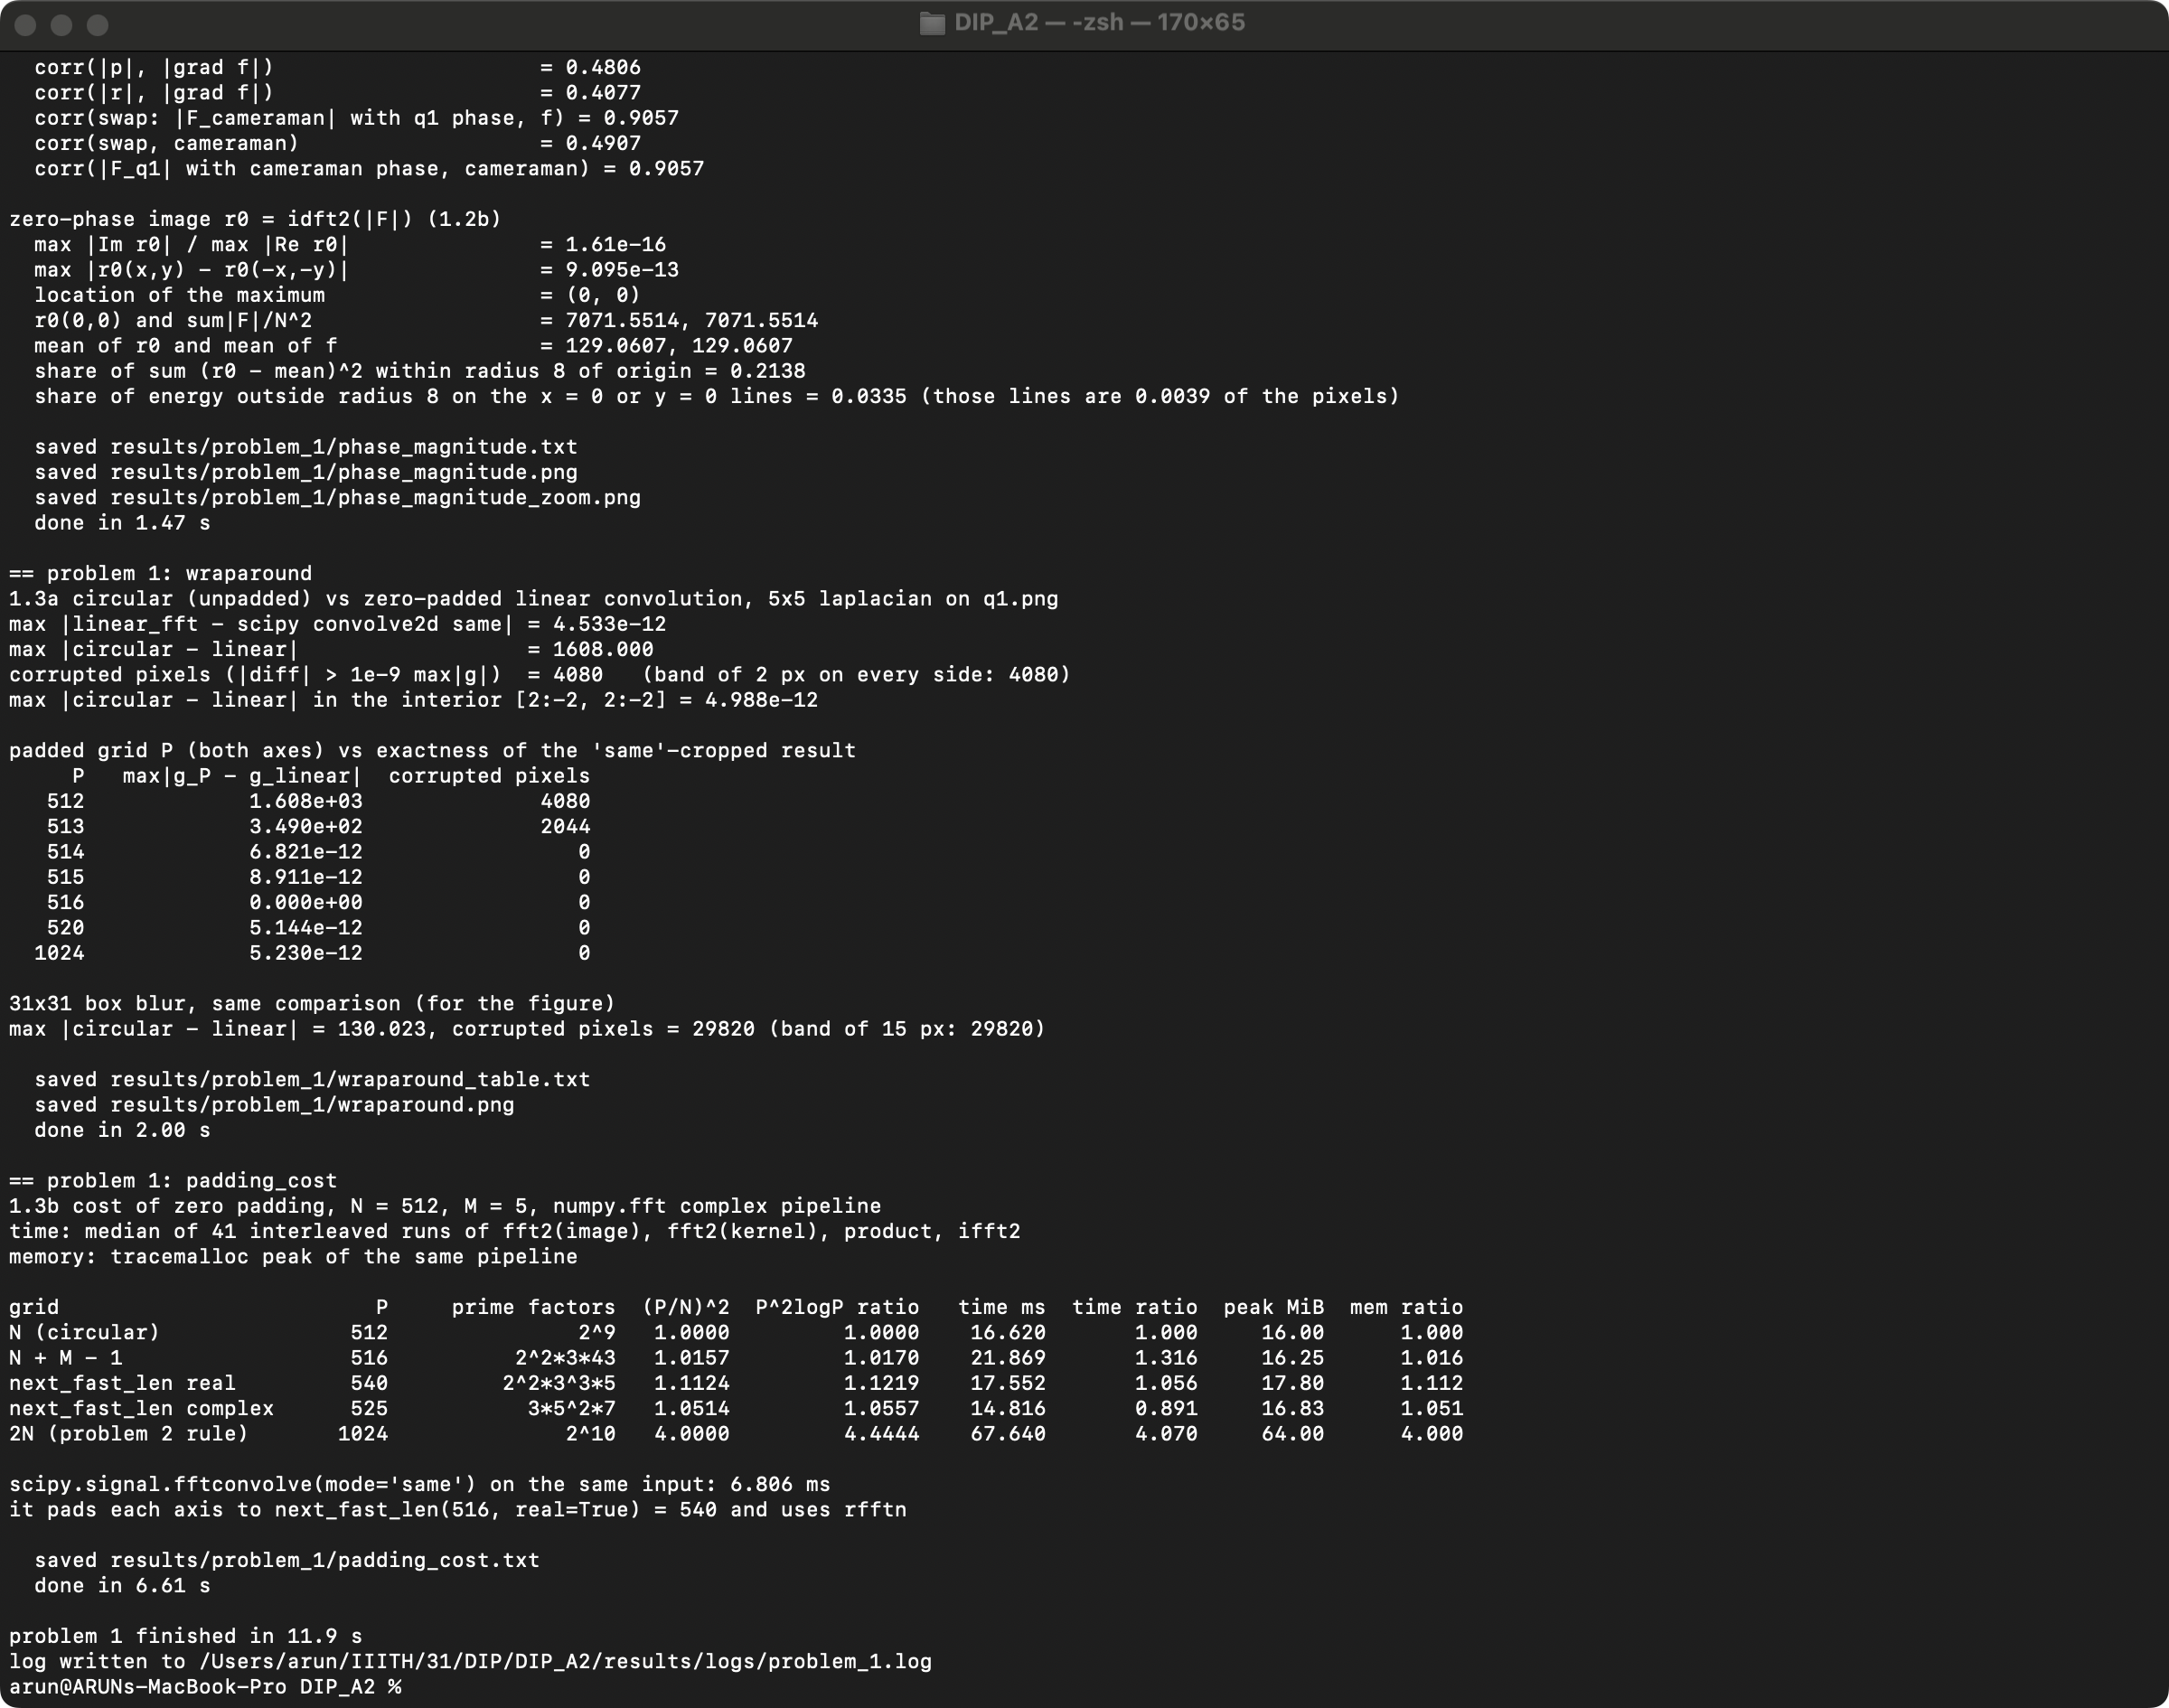 DIP_A2 — -zsh — 170×65
corr(|p|, |grad f|) = 0.4806
corr(|r|, |grad f|) = 0.4077
corr(swap: |F_cameraman| with q1 phase, f) = 0.9057
corr(swap, cameraman) = 0.4907
corr(|F_q1| with cameraman phase, cameraman) = 0.9057
zero-phase image r0 = idft2(|F|) (1.2b)
max |Im r0| / max |Re r0| = 1.61e-16
max |r0(x,y) - r0(-x,-y)| = 9.095e-13
location of the maximum = (0, 0)
r0(0,0) and sum|F|/N^2 = 7071.5514, 7071.5514
mean of r0 and mean of f = 129.0607, 129.0607
share of sum (r0 - mean)^2 within radius 8 of origin = 0.2138
share of energy outside radius 8 on the x = 0 or y = 0 lines = 0.0335 (those lines are 0.0039 of the pixels)
saved results/problem_1/phase_magnitude.txt
saved results/problem_1/phase_magnitude.png
saved results/problem_1/phase_magnitude_zoom.png
done in 1.47 s
== problem 1: wraparound
1.3a circular (unpadded) vs zero-padded linear convolution, 5x5 laplacian on q1.png
max |linear_fft - scipy convolve2d same| = 4.533e-12
max |circular - linear| = 1608.000
corrupted pixels (|diff| > 1e-9 max|g|) = 4080 (band of 2 px on every side: 4080)
max |circular - linear| in the interior [2:-2, 2:-2] = 4.988e-12
padded grid P (both axes) vs exactness of the 'same'-cropped result
P max|g_P - g_linear| corrupted pixels
512 1.608e+03 4080
513 3.490e+02 2044
514 6.821e-12 0
515 8.911e-12 0
516 0.000e+00 0
520 5.144e-12 0
1024 5.230e-12 0
31x31 box blur, same comparison (for the figure)
max |circular - linear| = 130.023, corrupted pixels = 29820 (band of 15 px: 29820)
saved results/problem_1/wraparound_table.txt
saved results/problem_1/wraparound.png
done in 2.00 s
== problem 1: padding_cost
1.3b cost of zero padding, N = 512, M = 5, numpy.fft complex pipeline
time: median of 41 interleaved runs of fft2(image), fft2(kernel), product, ifft2
memory: tracemalloc peak of the same pipeline
grid P prime factors (P/N)^2 P^2logP ratio time ms time ratio peak MiB mem ratio
N (circular) 512 2^9 1.0000 1.0000 16.620 1.000 16.00 1.000
N + M - 1 516 2^2*3*43 1.0157 1.0170 21.869 1.316 16.25 1.016
next_fast_len real 540 2^2*3^3*5 1.1124 1.1219 17.552 1.056 17.80 1.112
next_fast_len complex 525 3*5^2*7 1.0514 1.0557 14.816 0.891 16.83 1.051
2N (problem 2 rule) 1024 2^10 4.0000 4.4444 67.640 4.070 64.00 4.000
scipy.signal.fftconvolve(mode='same') on the same input: 6.806 ms
it pads each axis to next_fast_len(516, real=True) = 540 and uses rfftn
saved results/problem_1/padding_cost.txt
done in 6.61 s
problem 1 finished in 11.9 s
log written to /Users/arun/IIITH/31/DIP/DIP_A2/results/logs/problem_1.log
arun@ARUNs-MacBook-Pro DIP_A2 %